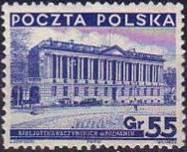 POCZTA POLSKA
BIBLJOTEKA RACZYŃSKICH W POZNANIU
Gr 55